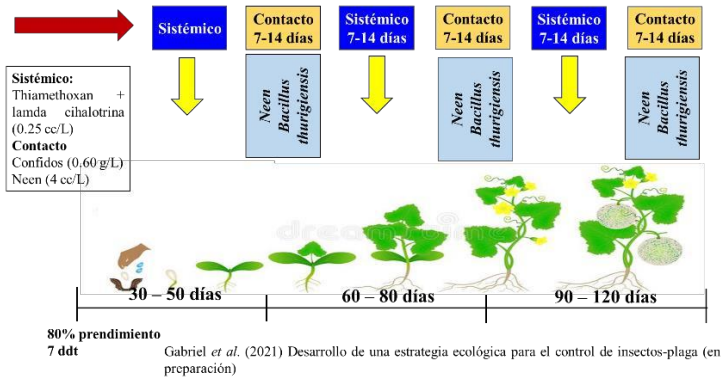 Sistémico
Contacto
7-14 días
Sistémico
7-14 días
Contacto
7-14 días
Sistémico
7-14 días
Contacto
7-14 días
Sistémico:
Thiamethoxan +
lamda cihalotrina
(0.25 cc/L)
Contacto
Confidos (0,60 g/L)
Neen (4 cc/L)
Neen
Bacillus
thurigiensis
Neen
Bacillus
thurigiensis
Neen
Bacillus
thurigiensis
30 – 50 días
60 – 80 días
90 – 120 días
80% prendimiento
7 ddt
Gabriel et al. (2021) Desarrollo de una estrategia ecológica para el control de insectos-plaga (en
preparación)